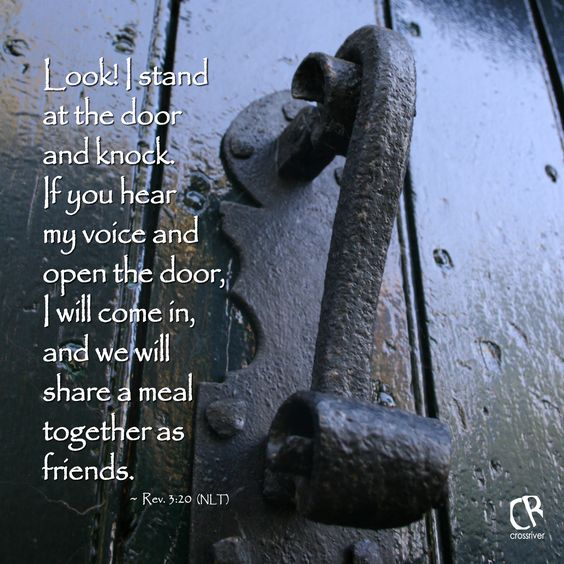 Look! I stand
at the door
and knock.
If you hear
my voice and
open the door,
I will come in,
and we will
share a meal
together as
friends.
~ Rev. 3:20 (NLT)
CR
crossriver